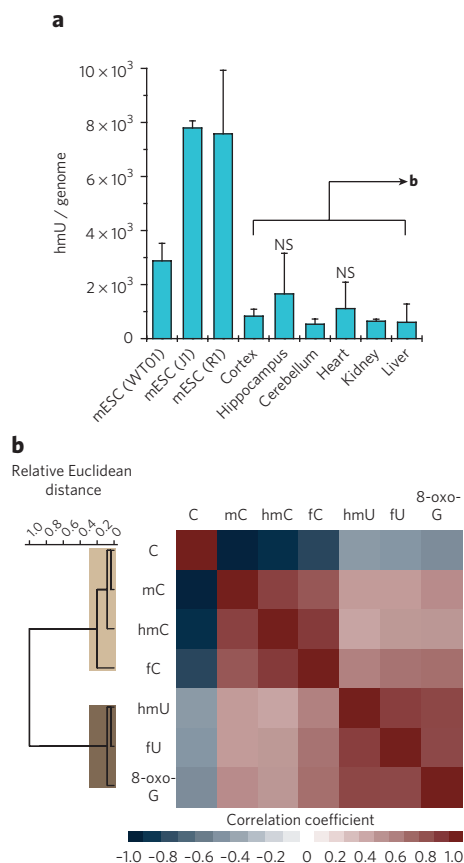 a
hmU / genome
10 × 10³
8 × 10³
6 × 10³
4 × 10³
2 × 10³
0
b
NS
NS
mESC (WT01)
mESC (J1)
mESC (R1)
Cortex
Hippocampus
Cerebellum
Heart
Kidney
Liver
b
Relative Euclidean
distance
1.0 0.8 0.6 0.4 0.2 0
C mC hmC fC hmU fU 8-oxo-
G
C
mC
hmC
fC
hmU
fU
8-oxo-
G
Correlation coefficient
–1.0 –0.8 –0.6 –0.4 –0.2 0 0.2 0.4 0.6 0.8 1.0